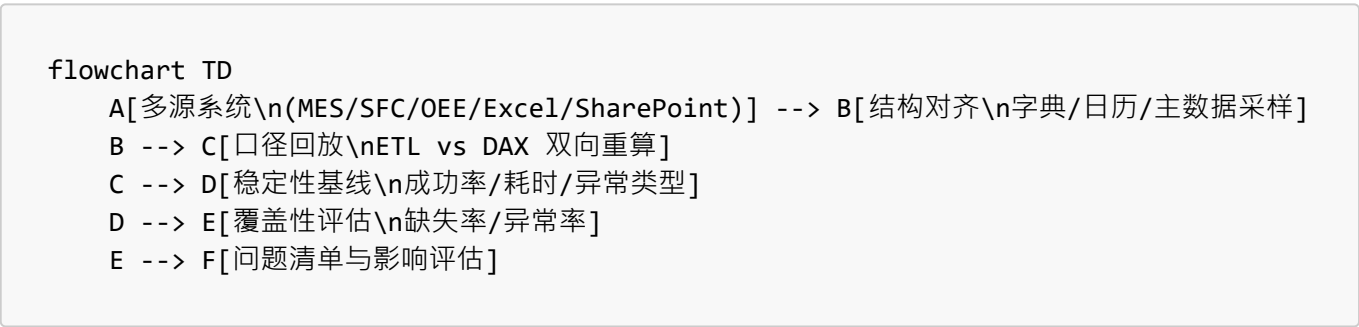 flowchart TD
    A[多源系统\n(MES/SFC/OEE/Excel/SharePoint)] --> B[结构对齐\n字典/日历/主数据采样]
    B --> C[口径回放\nETL vs DAX 双向重算]
    C --> D[稳定性基线\n成功率/耗时/异常类型]
    D --> E[覆盖性评估\n缺失率/异常率]
    E --> F[问题清单与影响评估]